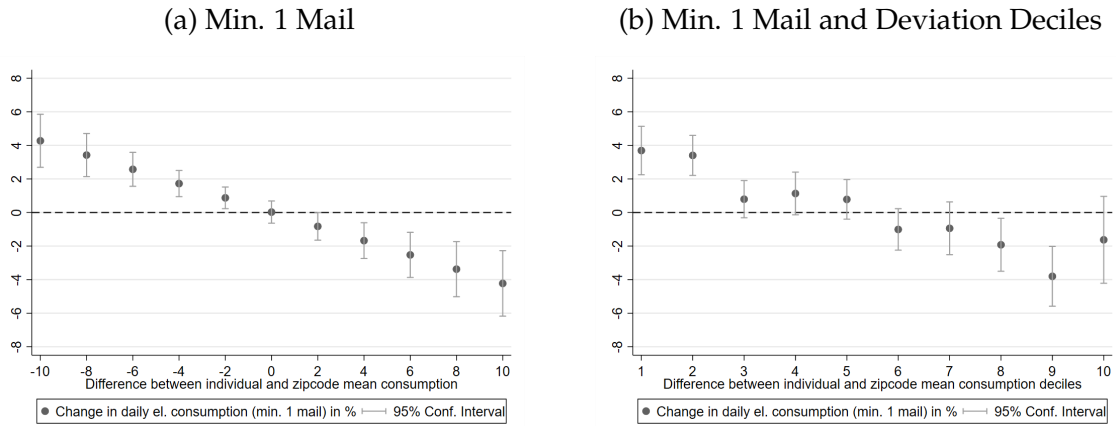 (a) Min. 1 Mail
8
6
4
2
0
-2
-4
-6
-8
-10 -8 -6 -4 -2 0 2 4 6 8 10
Difference between individual and zipcode mean consumption
Change in daily el. consumption (min. 1 mail) in % 95% Conf. Interval
(b) Min. 1 Mail and Deviation Deciles
8
6
4
2
0
-2
-4
-6
-8
1 2 3 4 5 6 7 8 9 10
Difference between individual and zipcode mean consumption deciles
Change in daily el. consumption (min. 1 mail) in % 95% Conf. Interval